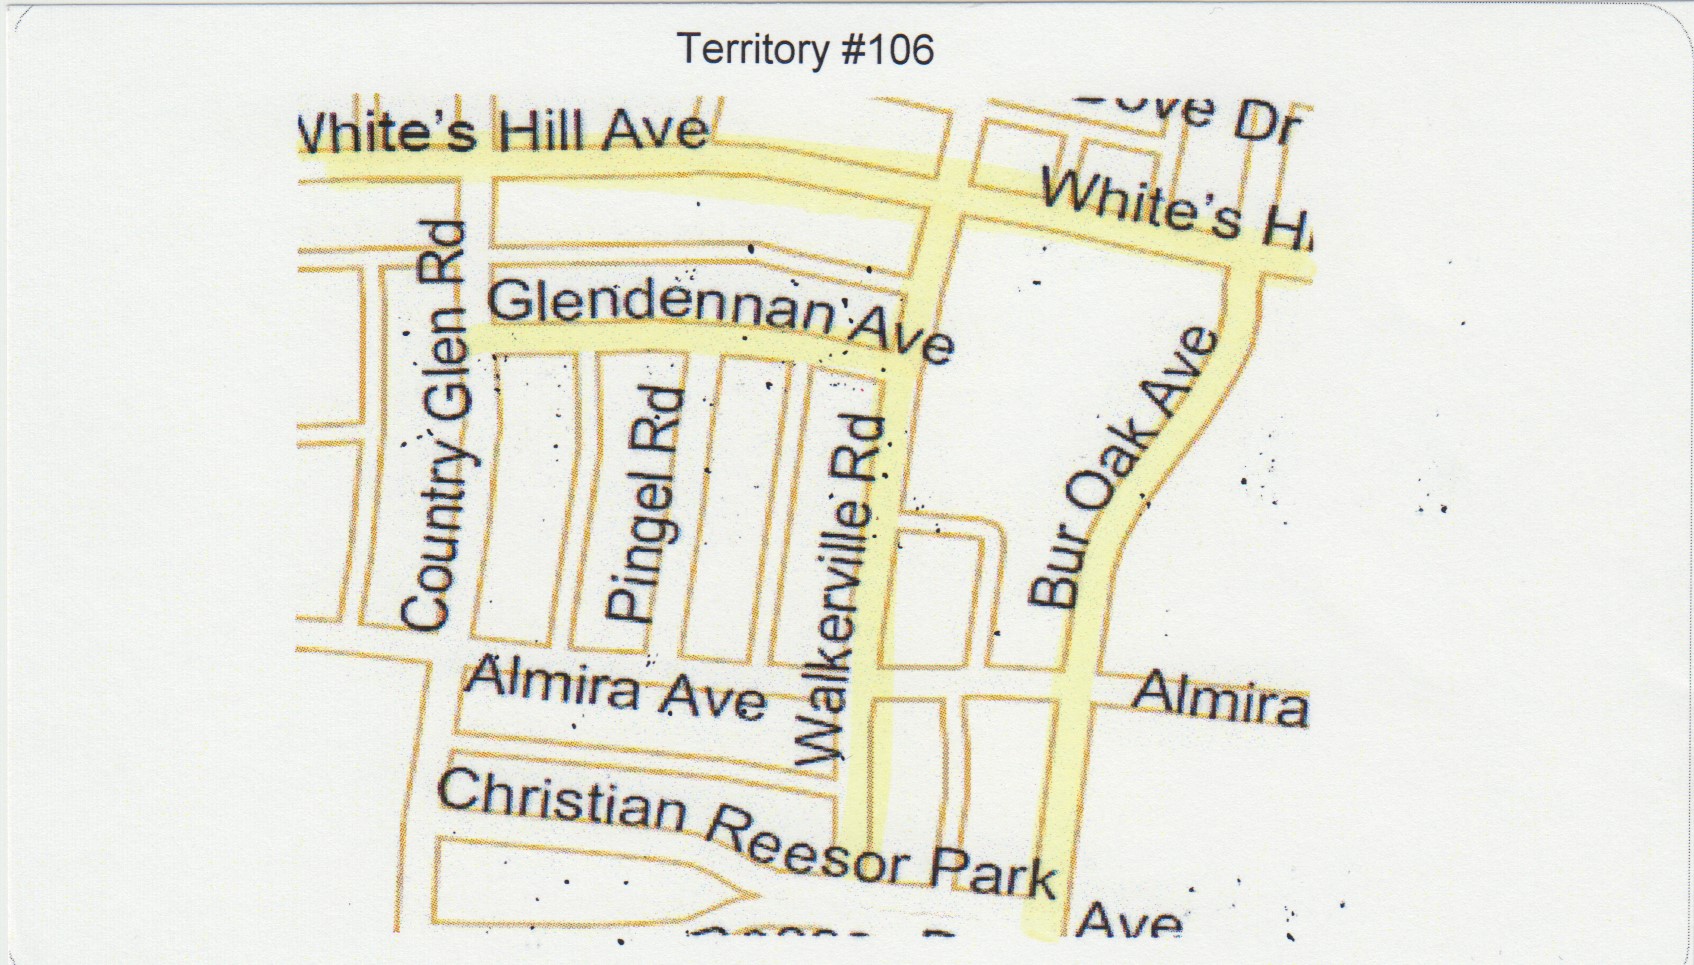 Territory #106
White's Hill Ave
Dr
White's H
Country Glen Rd
Glendennan Ave
Pingel Rd
Walkerville Rd
Bur Oak Ave
Almira Ave
Almira
Christian Reesor Park Ave